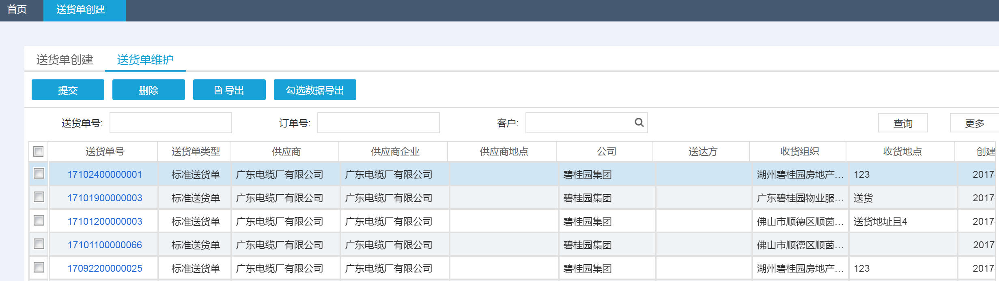 首页 送货单创建
送货单创建 送货单维护
提交 删除 导出 勾选数据导出
送货单号: 订单号: 客户: 查询 更多
送货单号 送货单类型 供应商 供应商企业 供应商地点 公司 送达方 收货组织 收货地点 创建
17102400000001 标准送货单 广东电缆厂有限公司 广东电缆厂有限公司 碧桂园集团 湖州碧桂园房地产... 123 2017-
17101900000003 标准送货单 广东电缆厂有限公司 广东电缆厂有限公司 碧桂园集团 广东碧桂园物业服... 送货 2017-
17101200000003 标准送货单 广东电缆厂有限公司 广东电缆厂有限公司 碧桂园集团 佛山市顺德区顺茵... 送货地址且4 2017-
17101100000066 标准送货单 广东电缆厂有限公司 广东电缆厂有限公司 碧桂园集团 佛山市顺德区顺茵... 2017
17092200000025 标准送货单 广东电缆厂有限公司 广东电缆厂有限公司 碧桂园集团 湖州碧桂园房地产... 123 2017-